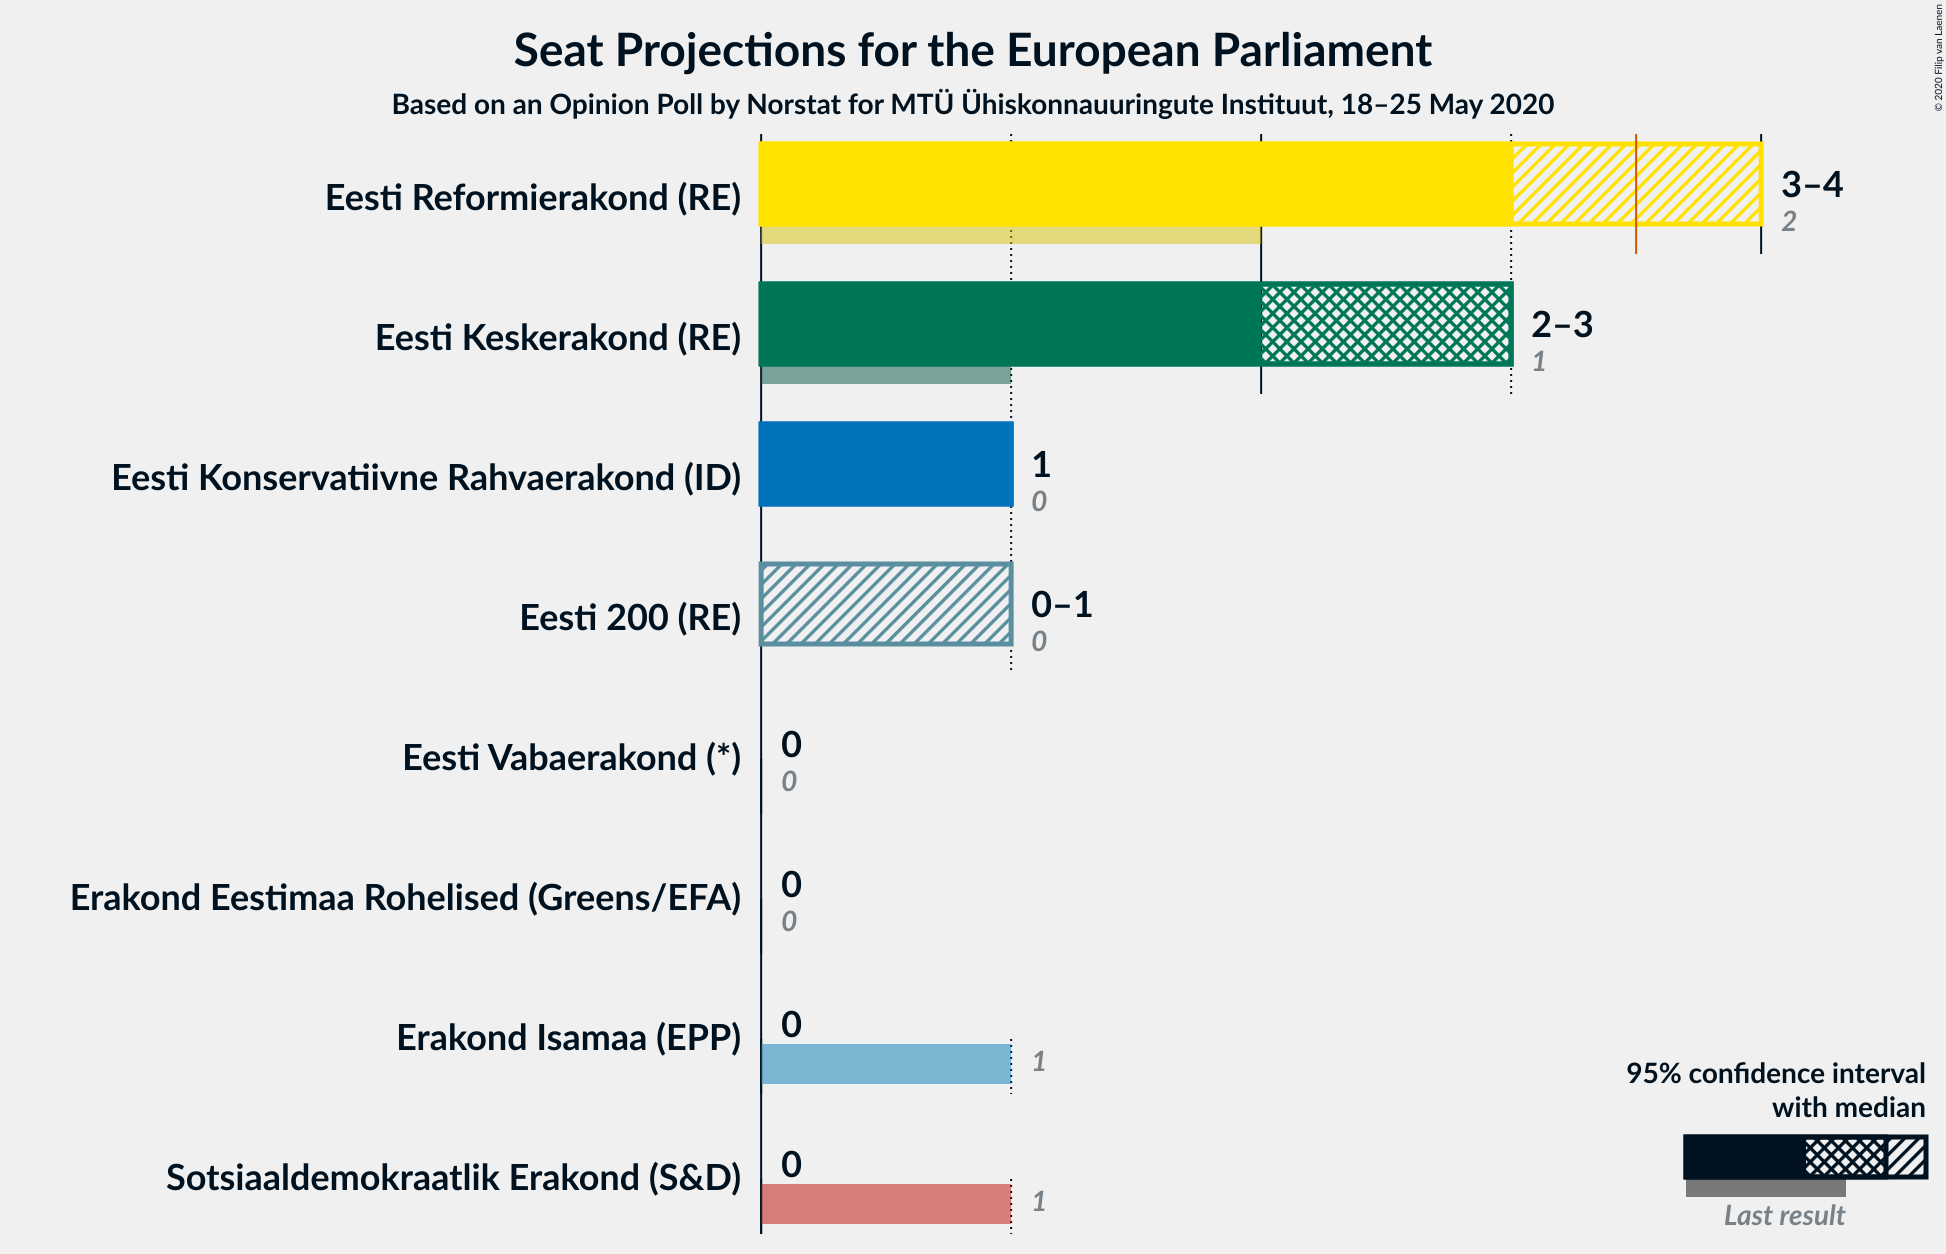 Seat Projections for the European Parliament
Based on an Opinion Poll by Norstat for MTÜ Ühiskonnauuringute Instituut, 18–25 May 2020
© 2020 Filip van Laenen
Eesti Reformierakond (RE)
3–4
2
Eesti Keskerakond (RE)
2–3
1
Eesti Konservatiivne Rahvaerakond (ID)
1
0
Eesti 200 (RE)
0–1
0
Eesti Vabaerakond (*)
0
0
Erakond Eestimaa Rohelised (Greens/EFA)
0
0
Erakond Isamaa (EPP)
0
1
Sotsiaaldemokraatlik Erakond (S&D)
0
1
95% confidence interval
with median
Last result